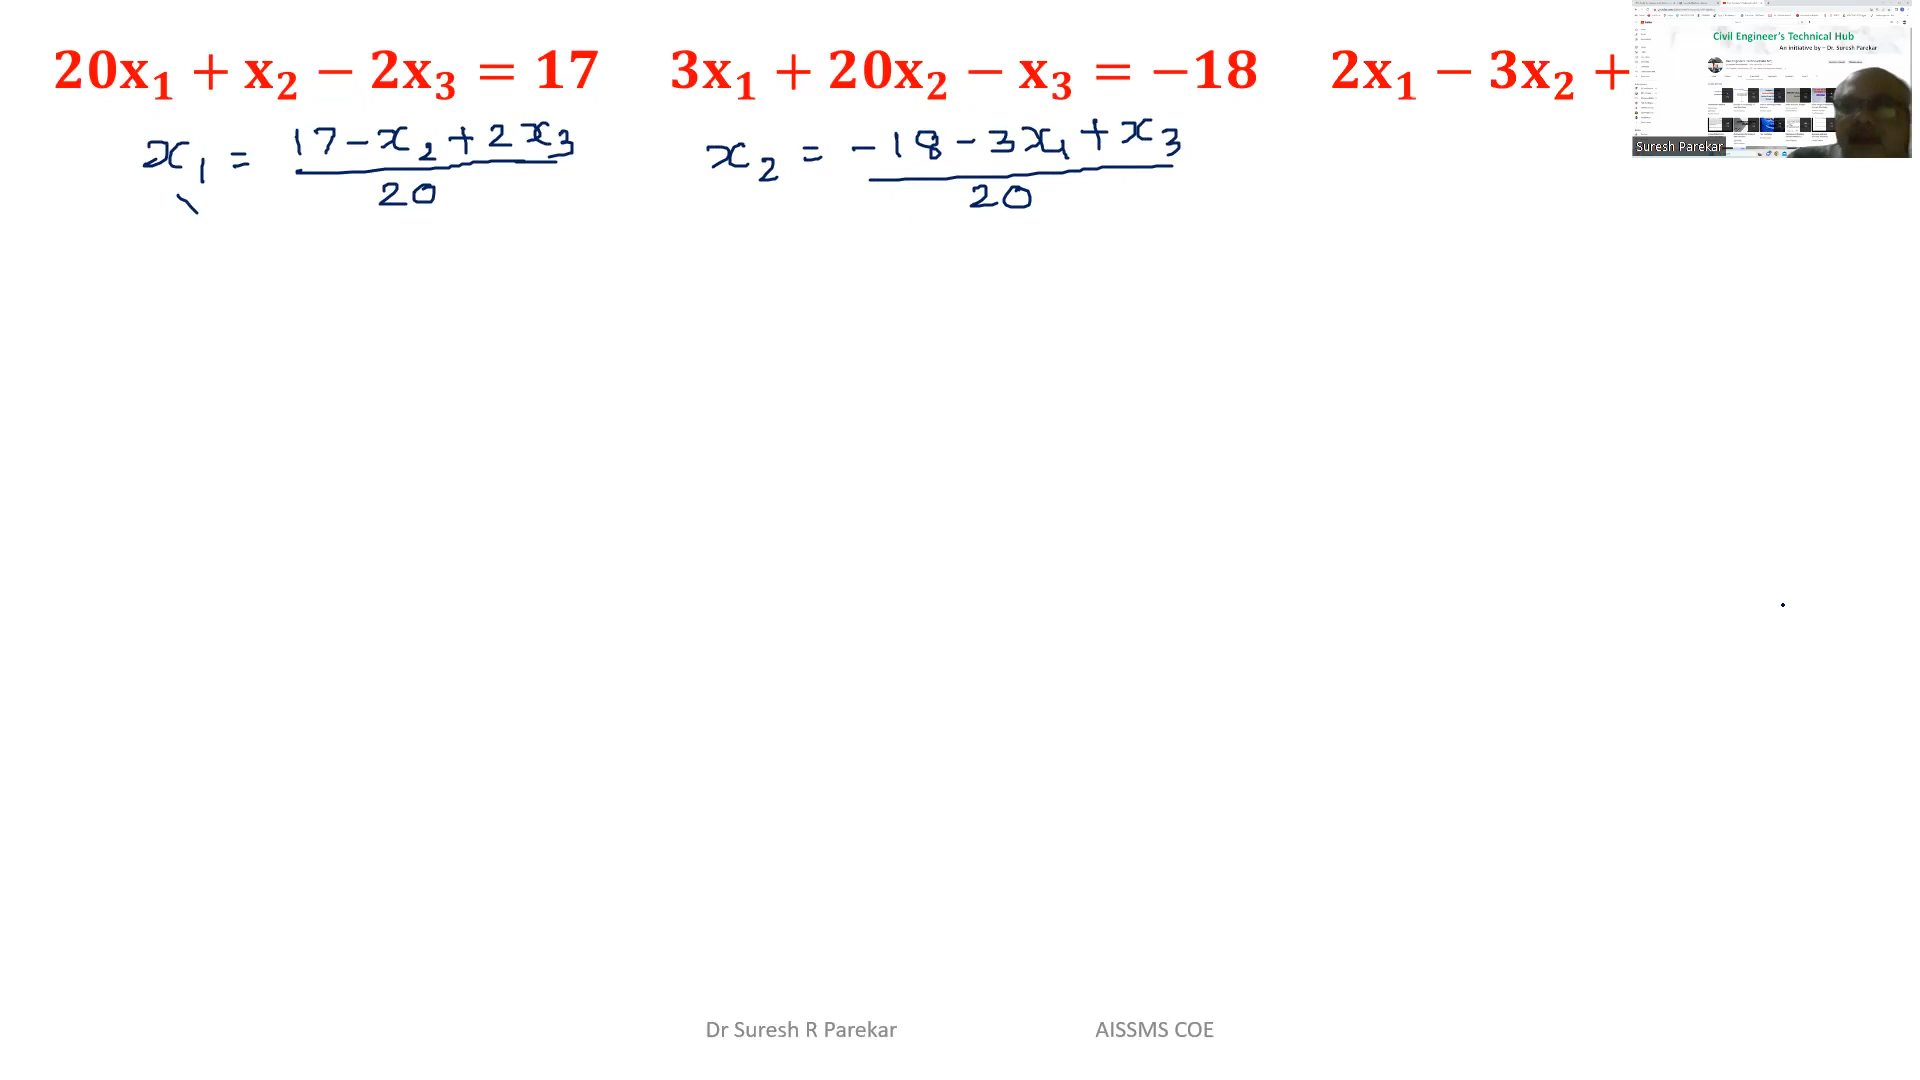 20x₁ + x₂ − 2x₃ = 17 3x₁ + 20x₂ − x₃ = −18 2x₁ − 3x₂ +
x₁ = (17 − x₂ + 2x₃)/20 x₂ = (−18 − 3x₁ + x₃)/20
Civil Engineer's Technical Hub
An initiative by – Dr. Suresh Parekar
Suresh Parekar
Dr Suresh R Parekar AISSMS COE